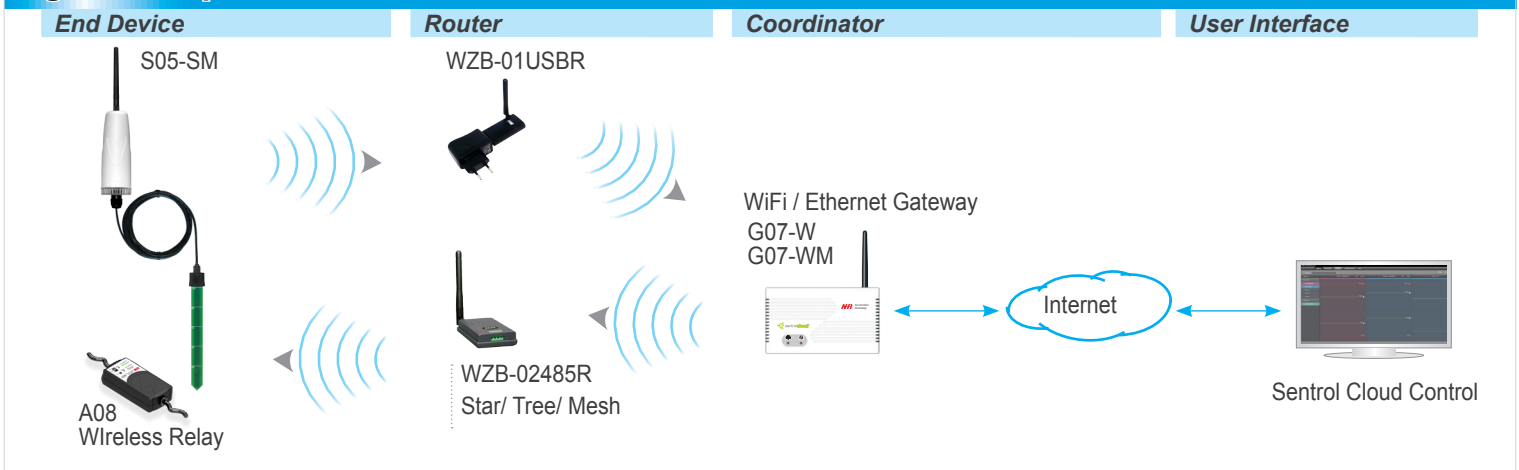 End Device
Router
Coordinator
User Interface
S05-SM
WZB-01USBR
WiFi / Ethernet Gateway
G07-W
G07-WM
Internet
WZB-02485R
Star/ Tree/ Mesh
A08
WIreless Relay
Sentrol Cloud Control